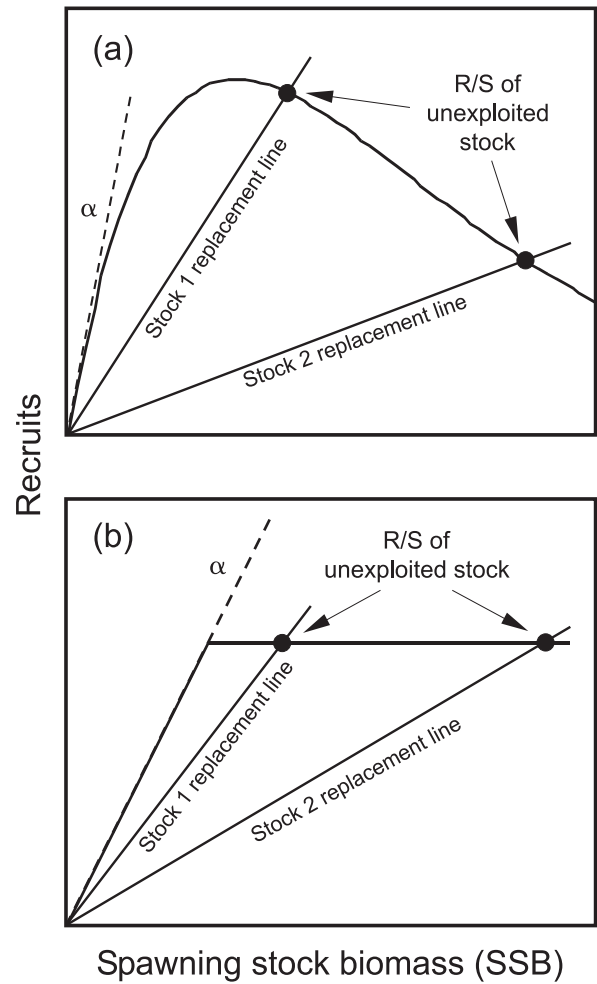 (a)
R/S of
unexploited
stock
α
Stock 1 replacement line
Stock 2 replacement line
Recruits
(b)
R/S of
unexploited stock
α
Stock 1 replacement line
Stock 2 replacement line
Spawning stock biomass (SSB)